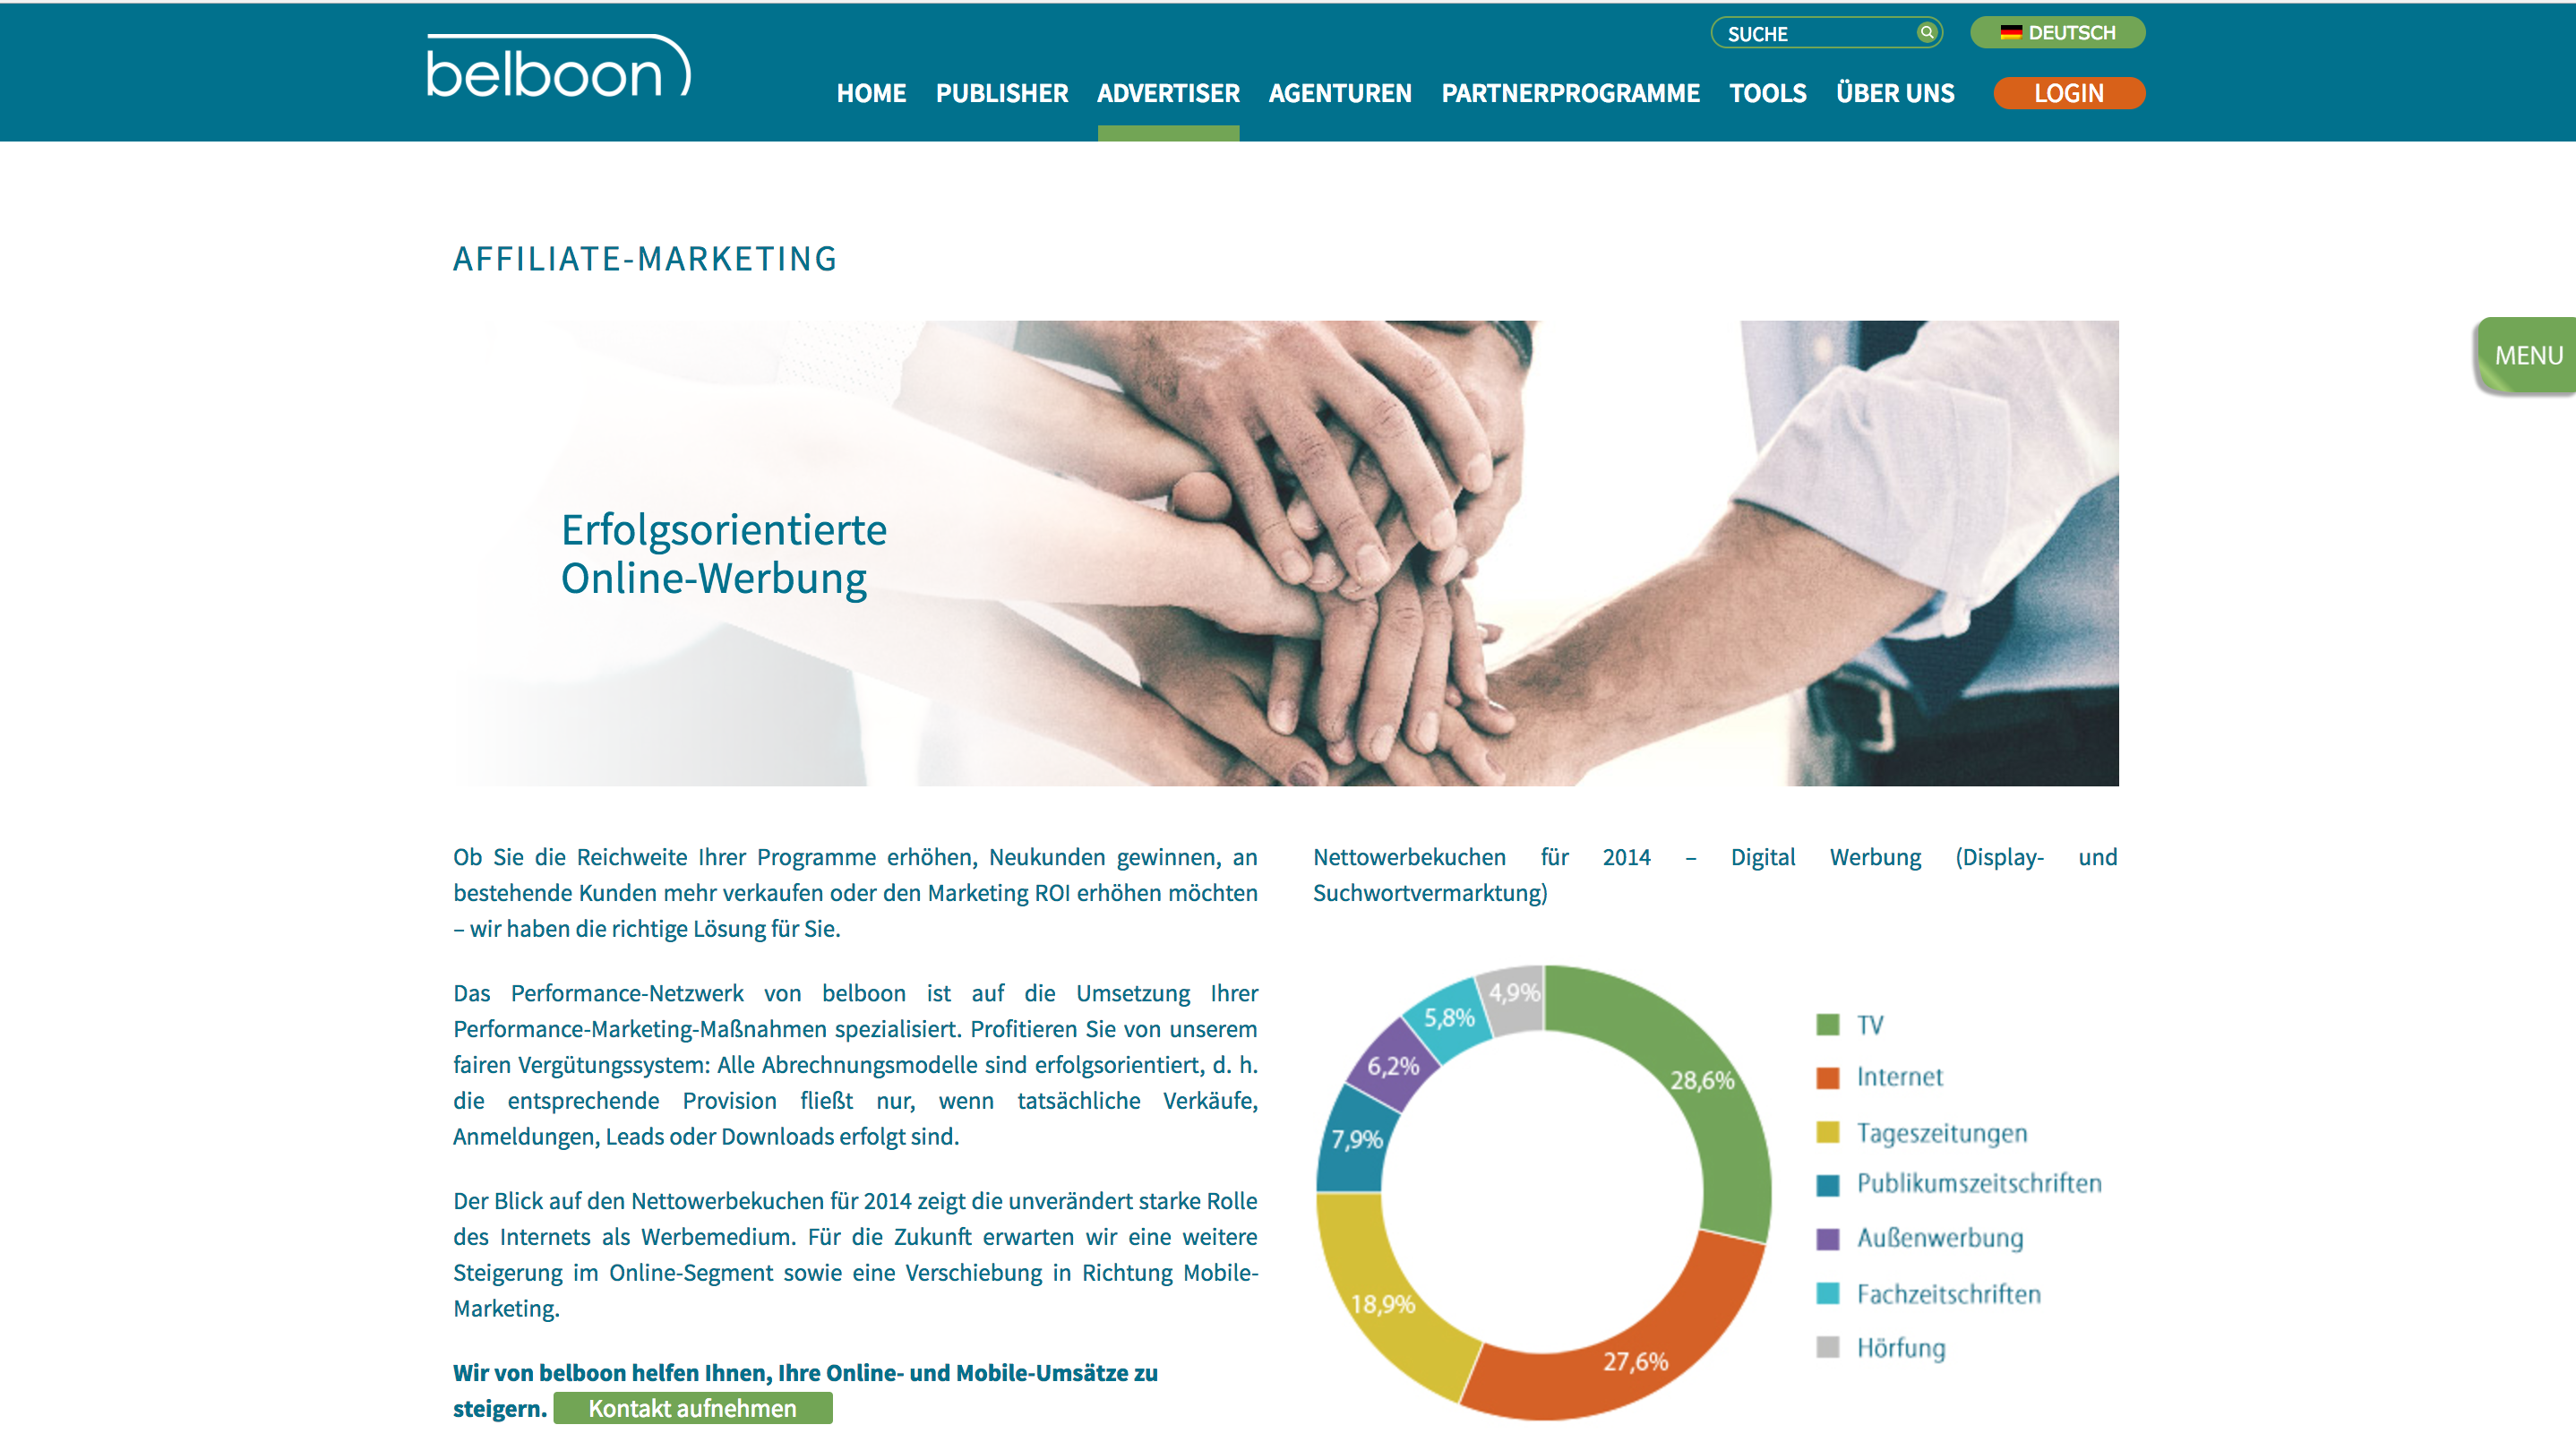 belboon
SUCHE
DEUTSCH
HOME PUBLISHER ADVERTISER AGENTUREN PARTNERPROGRAMME TOOLS ÜBER UNS LOGIN
AFFILIATE-MARKETING
MENU
Erfolgsorientierte
Online-Werbung
Ob Sie die Reichweite Ihrer Programme erhöhen, Neukunden gewinnen, an
bestehende Kunden mehr verkaufen oder den Marketing ROI erhöhen möchten
– wir haben die richtige Lösung für Sie.
Das Performance-Netzwerk von belboon ist auf die Umsetzung Ihrer
Performance-Marketing-Maßnahmen spezialisiert. Profitieren Sie von unserem
fairen Vergütungssystem: Alle Abrechnungsmodelle sind erfolgsorientiert, d. h.
die entsprechende Provision fließt nur, wenn tatsächliche Verkäufe,
Anmeldungen, Leads oder Downloads erfolgt sind.
Der Blick auf den Nettowerbekuchen für 2014 zeigt die unverändert starke Rolle
des Internets als Werbemedium. Für die Zukunft erwarten wir eine weitere
Steigerung im Online-Segment sowie eine Verschiebung in Richtung Mobile-
Marketing.
Wir von belboon helfen Ihnen, Ihre Online- und Mobile-Umsätze zu
steigern. Kontakt aufnehmen
Nettowerbekuchen für 2014 – Digital Werbung (Display- und
Suchwortvermarktung)
4,9%
5,8%
6,2%
28,6%
7,9%
18,9%
27,6%
TV
Internet
Tageszeitungen
Publikumszeitschriften
Außenwerbung
Fachzeitschriften
Hörfung